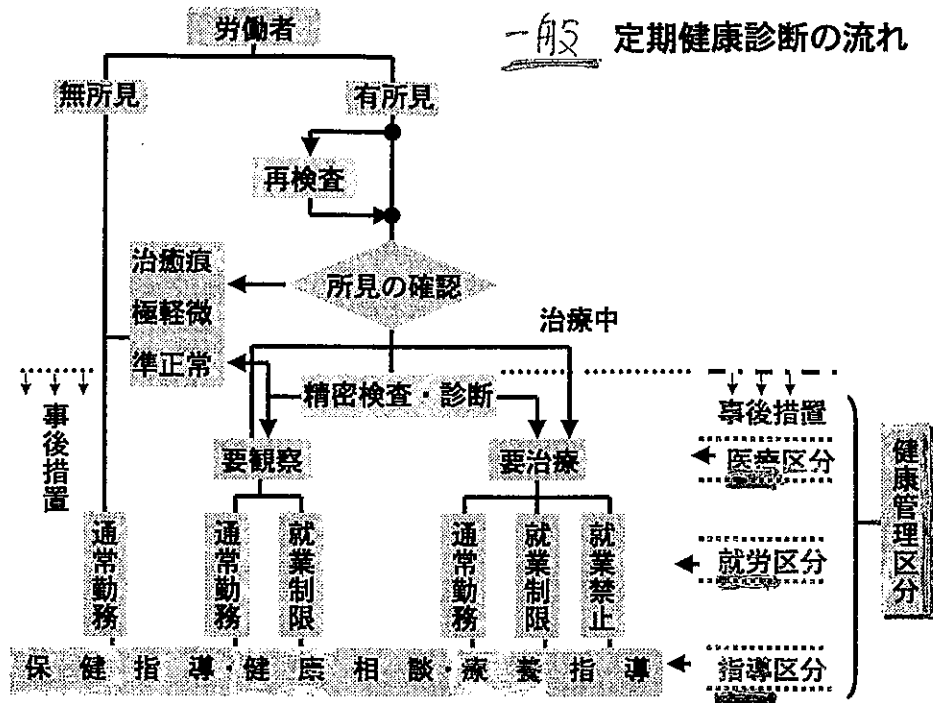 一般 定期健康診断の流れ
労働者
無所見
有所見
再検査
所見の確認
治癒痕
極軽微
準正常
治療中
精密検査・診断
事後措置
事後措置
要観察
要治療
医療区分
通常勤務
通常勤務
就業制限
通常勤務
就業制限
就業禁止
就労区分
保健指導・健康相談・療養指導
指導区分
健康管理区分